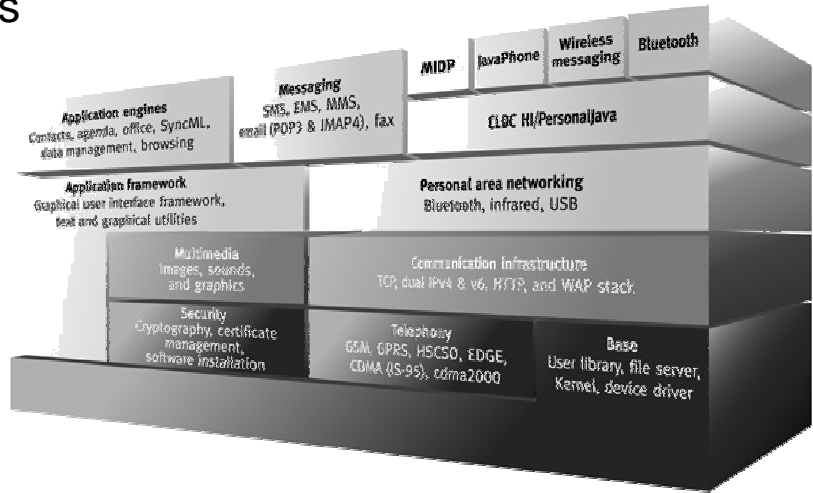 s
MIDP
JavaPhone
Wireless
messaging
Bluetooth
Messaging
SMS, EMS, MMS,
email (POP3 & IMAP4), fax
Application engines
Contacts, agenda, office, SyncML,
data management, browsing
CLDC HI/PersonalJava
Application framework
Graphical user interface framework,
text and graphical utilities
Personal area networking
Bluetooth, infrared, USB
Multimedia
Images, sounds,
and graphics
Communication infrastructure
TCP, dual IPv4 & v6, HTTP, and WAP stack
Security
Cryptography, certificate
management,
software installation
Telephony
GSM, GPRS, HSCSD, EDGE,
CDMA (IS-95), cdma2000
Base
User library, file server,
Kernel, device driver